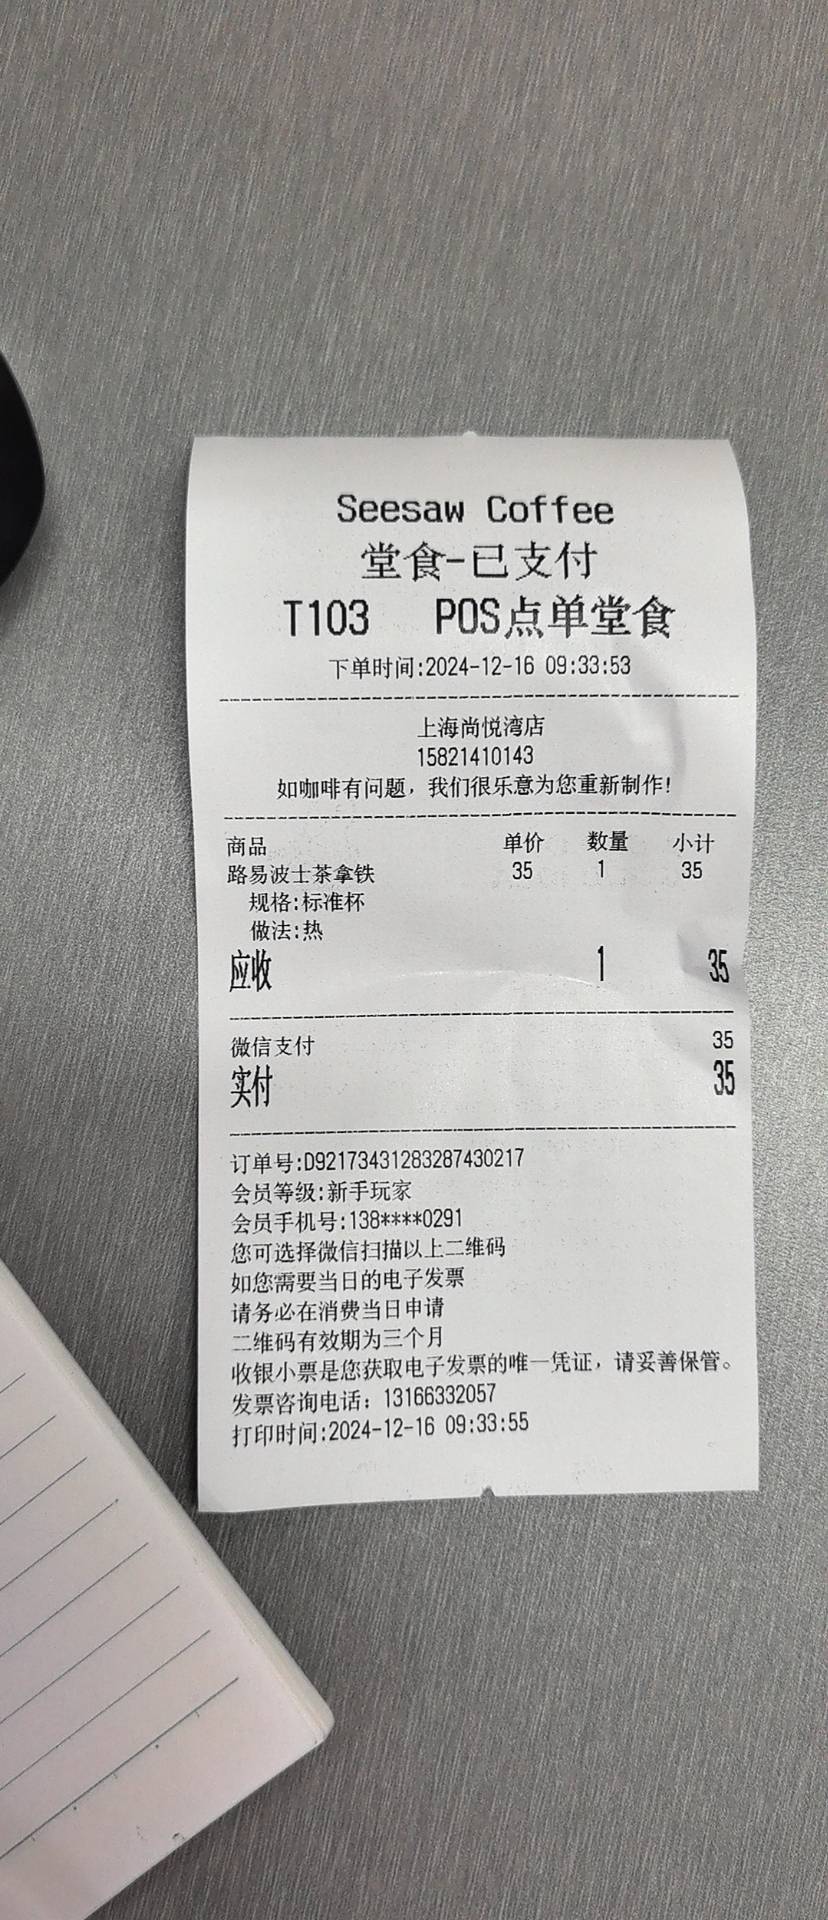 Seesaw Coffee
堂食-已支付
T103 POS点单堂食
下单时间:2024-12-16 09:33:53
上海尚悦湾店
15821410143
如咖啡有问题，我们很乐意为您重新制作!
商品 单价 数量 小计
路易波士茶拿铁 35 1 35
规格:标准杯
做法:热
应收 1 35
微信支付 35
实付 35
订单号:D92173431283287430217
会员等级:新手玩家
会员手机号:138****0291
您可选择微信扫描以上二维码
如您需要当日的电子发票
请务必在消费当日申请
二维码有效期为三个月
收银小票是您获取电子发票的唯一凭证，请妥善保管。
发票咨询电话：13166332057
打印时间:2024-12-16 09:33:55